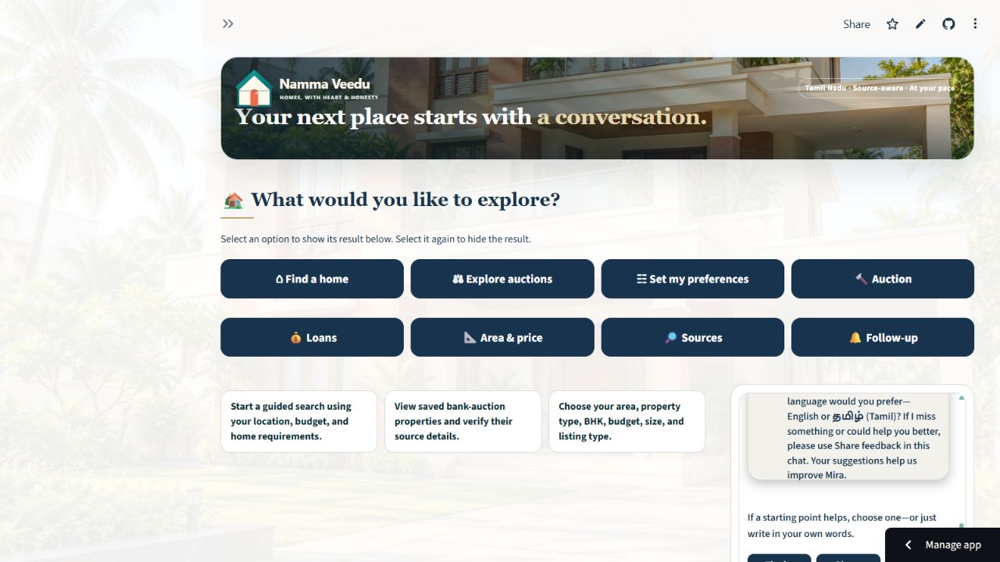 Share
Namma Veedu
HOMES, WITH HEART & HONESTY
Tamil Nadu • Source-aware • At your pace
Your next place starts with a conversation.
What would you like to explore?
Select an option to show its result below. Select it again to hide the result.
Find a home
Explore auctions
Set my preferences
Auction
Loans
Area & price
Sources
Follow-up
Start a guided search using
your location, budget, and
home requirements.
View saved bank-auction
properties and verify their
source details.
Choose your area, property
type, BHK, budget, size, and
listing type.
language would you prefer—
English or தமிழ் (Tamil)? If I miss
something or could help you better,
please use Share feedback in this
chat. Your suggestions help us
improve Mira.
If a starting point helps, choose one—or just
write in your own words.
Manage app